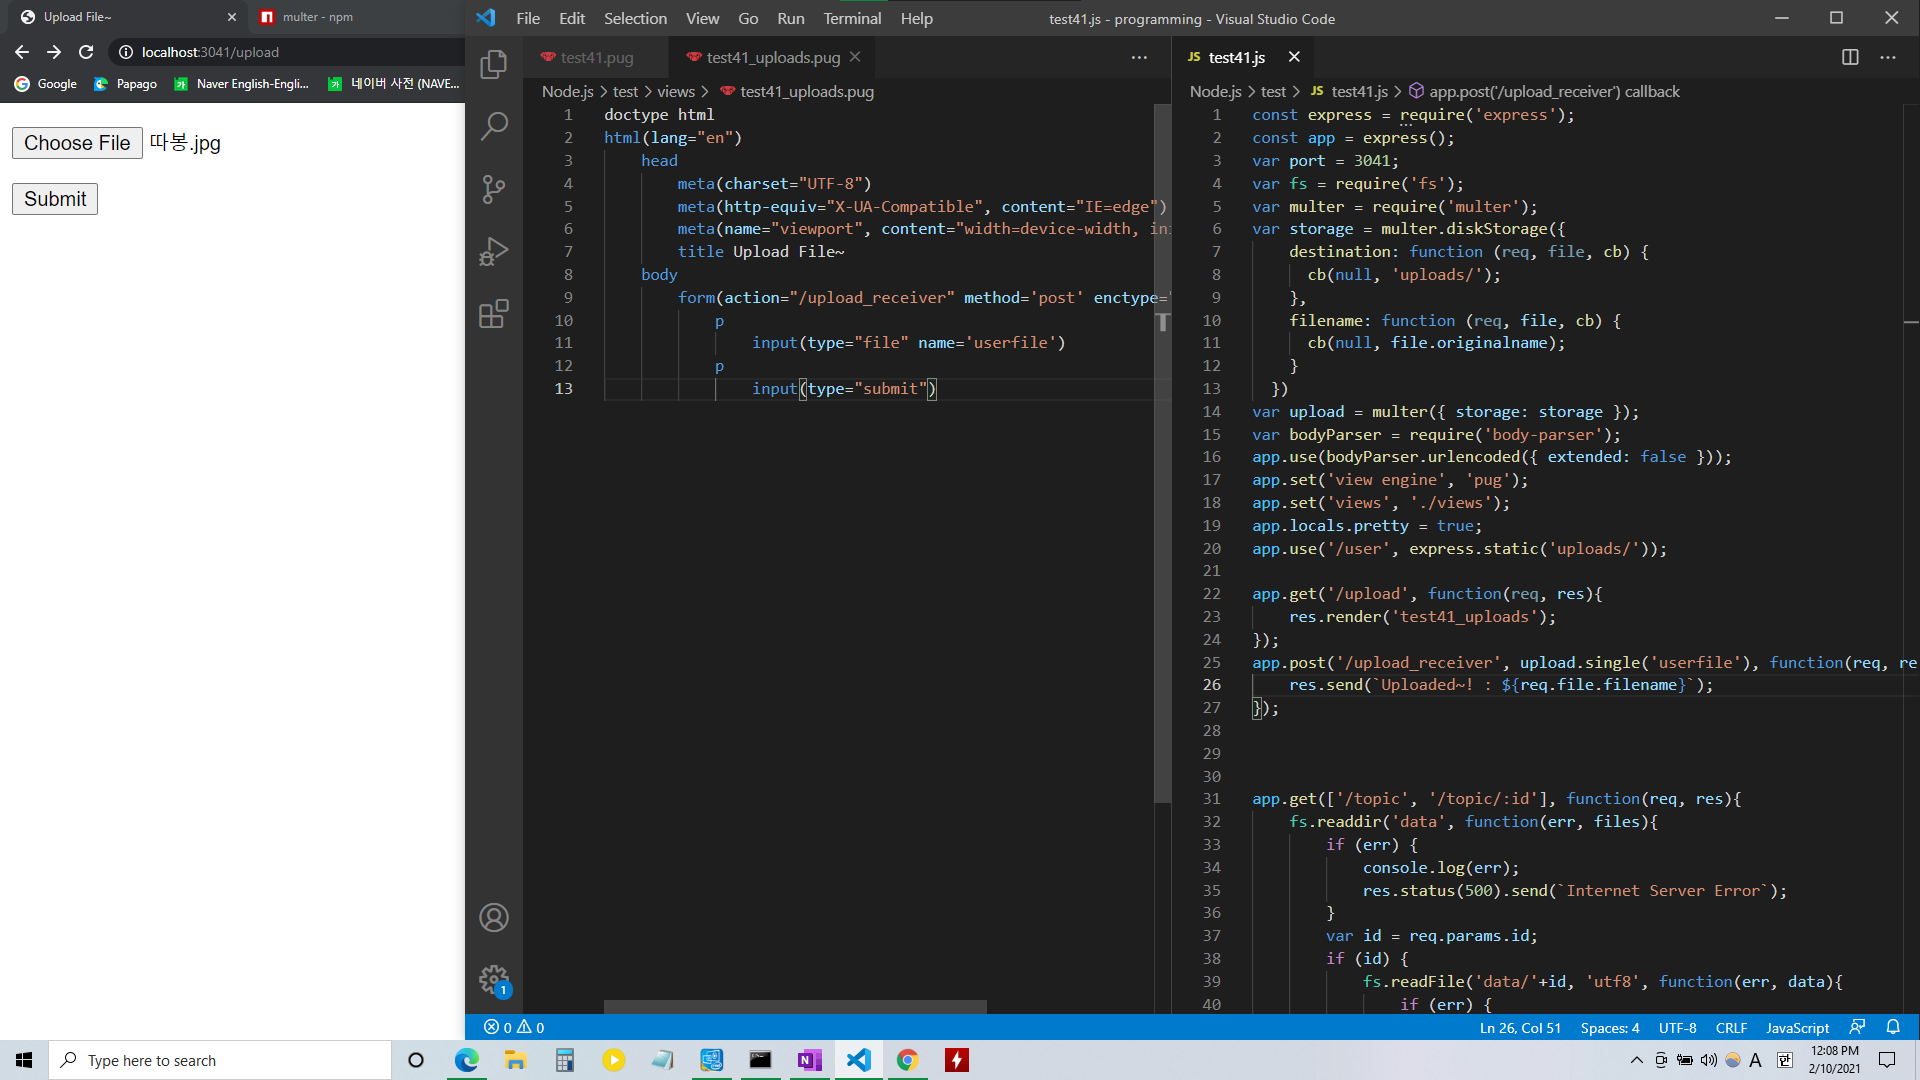 Upload File~
multer - npm
localhost:3041/upload
Google
Papago
Naver English-Engli...
네이버 사전 (NAVE...
Choose File 따봉.jpg
Submit
File Edit Selection View Go Run Terminal Help
test41.js - programming - Visual Studio Code
test41.pug
test41_uploads.pug
Node.js > test > views > test41_uploads.pug
1 doctype html
2 html(lang="en")
3 head
4 meta(charset="UTF-8")
5 meta(http-equiv="X-UA-Compatible", content="IE=edge")
6 meta(name="viewport", content="width=device-width, ini
7 title Upload File~
8 body
9 form(action="/upload_receiver" method='post' enctype='
10 p
11 input(type="file" name='userfile')
12 p
13 input(type="submit")
JS test41.js
Node.js > test > JS test41.js > app.post('/upload_receiver') callback
1 const express = require('express');
2 const app = express();
3 var port = 3041;
4 var fs = require('fs');
5 var multer = require('multer');
6 var storage = multer.diskStorage({
7 destination: function (req, file, cb) {
8 cb(null, 'uploads/');
9 },
10 filename: function (req, file, cb) {
11 cb(null, file.originalname);
12 }
13 })
14 var upload = multer({ storage: storage });
15 var bodyParser = require('body-parser');
16 app.use(bodyParser.urlencoded({ extended: false }));
17 app.set('view engine', 'pug');
18 app.set('views', './views');
19 app.locals.pretty = true;
20 app.use('/user', express.static('uploads/'));
21
22 app.get('/upload', function(req, res){
23 res.render('test41_uploads');
24 });
25 app.post('/upload_receiver', upload.single('userfile'), function(req, re
26 res.send(`Uploaded~! : ${req.file.filename}`);
27 });
28
29
30
31 app.get(['/topic', '/topic/:id'], function(req, res){
32 fs.readdir('data', function(err, files){
33 if (err) {
34 console.log(err);
35 res.status(500).send(`Internet Server Error`);
36 }
37 var id = req.params.id;
38 if (id) {
39 fs.readFile('data/'+id, 'utf8', function(err, data){
40 if (err) {
1
0 0
Ln 26, Col 51 Spaces: 4 UTF-8 CRLF JavaScript
Type here to search
A 한
12:08 PM
2/10/2021